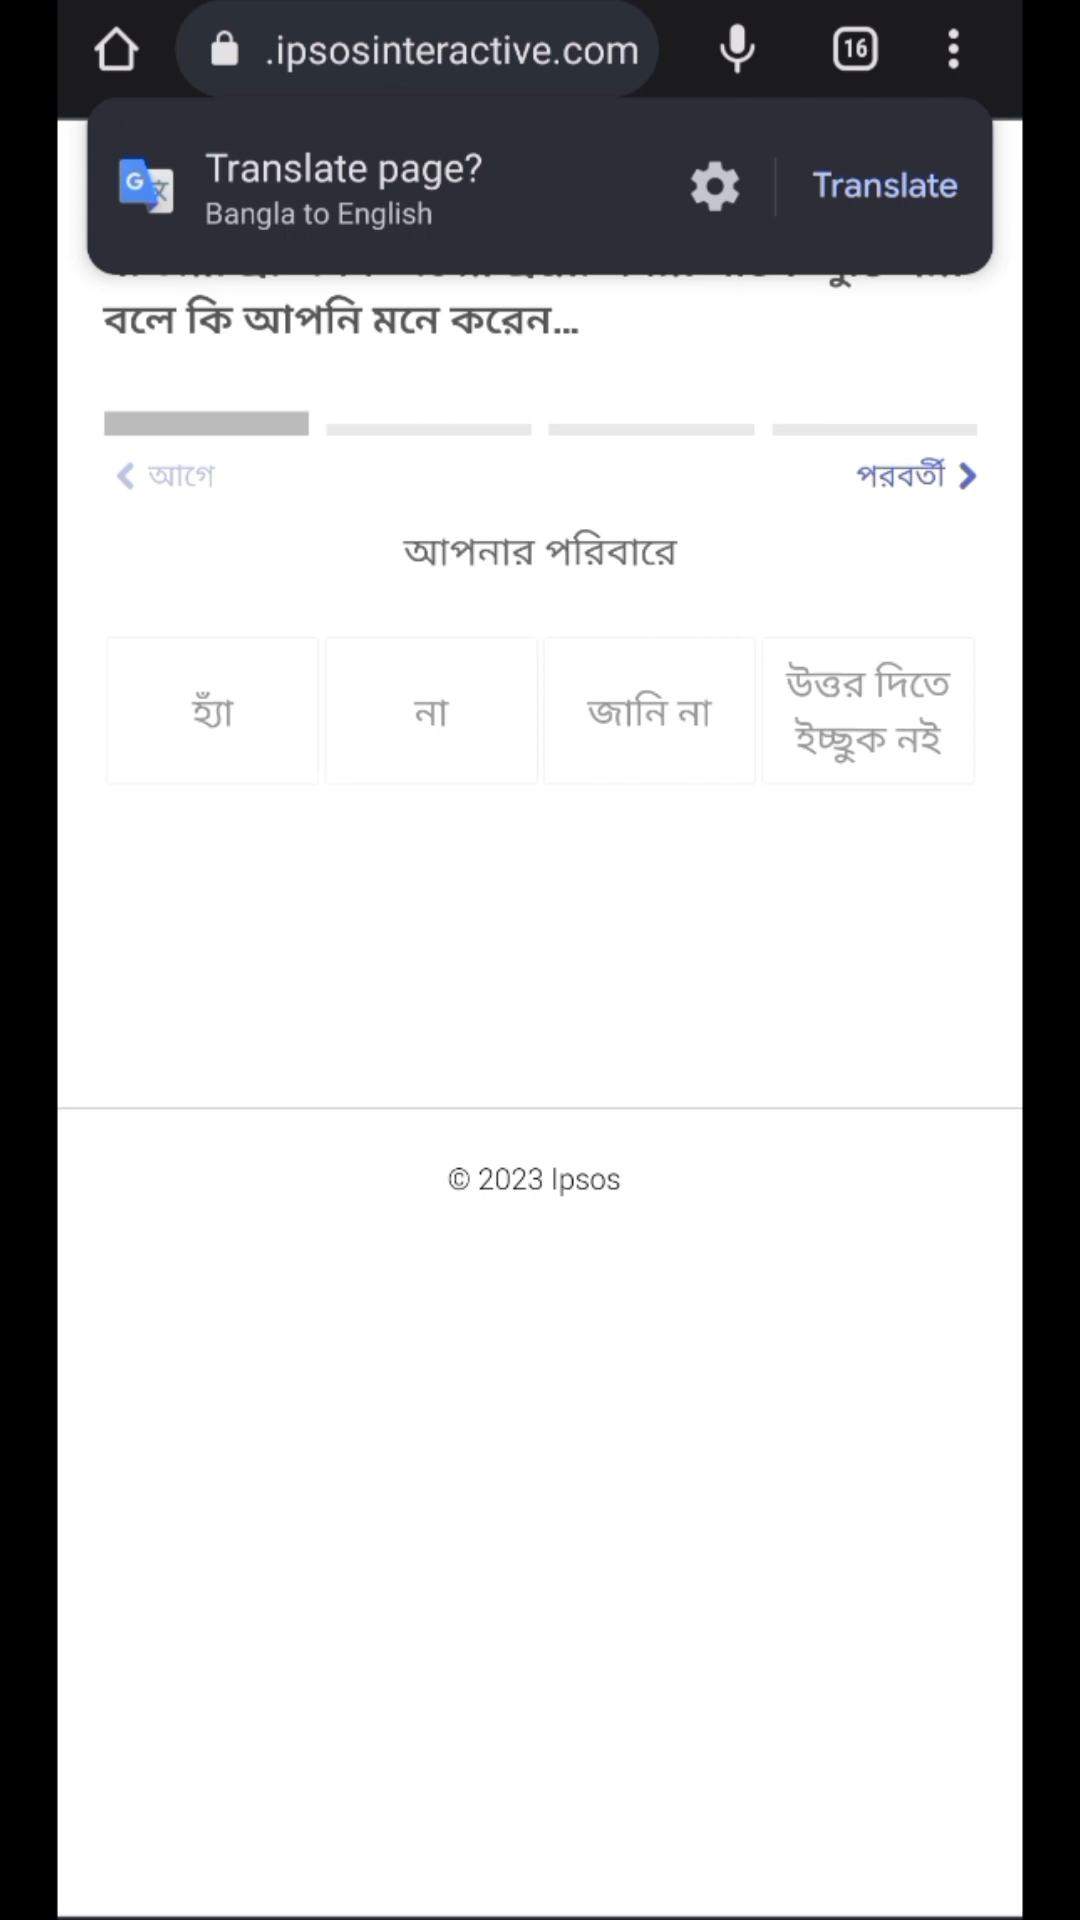 .ipsosinteractive.com
16
Translate page?
Bangla to English
Translate
বলে কি আপনি মনে করেন...
আগে
পরবর্তী
আপনার পরিবারে
হ্যাঁ
না
জানি না
উত্তর দিতে
ইচ্ছুক নই
© 2023 Ipsos